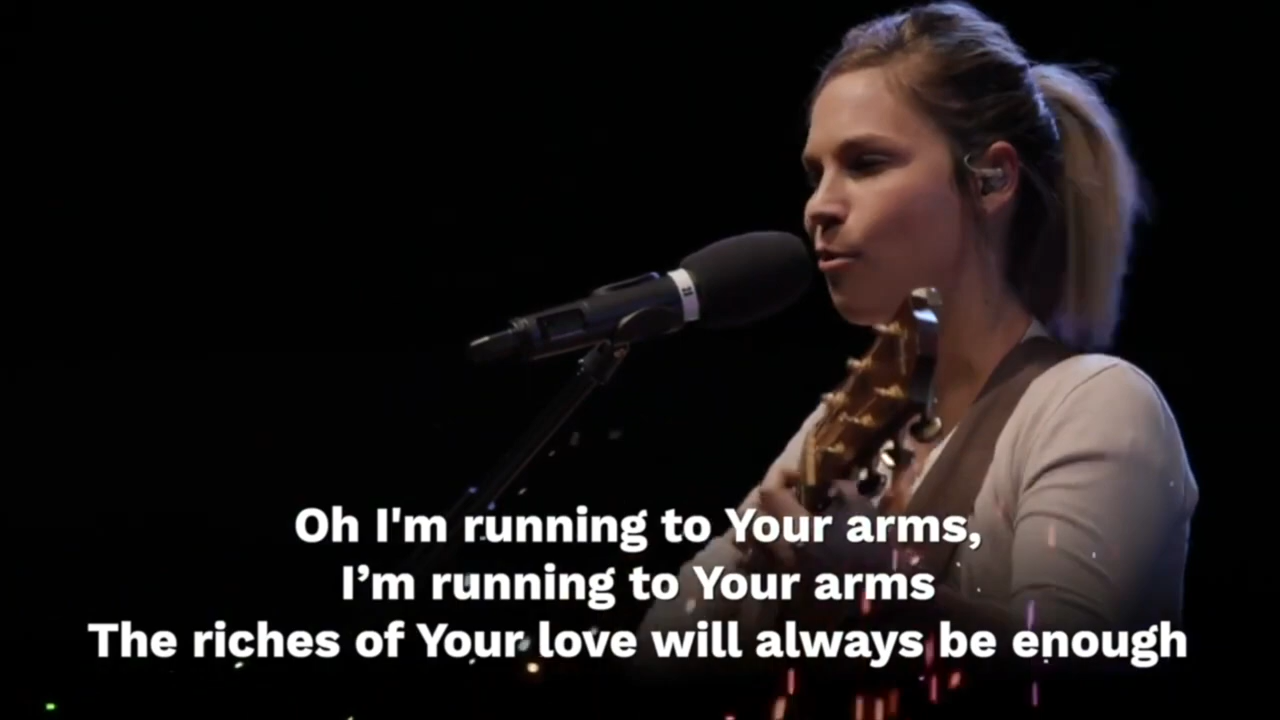 Oh I'm running to Your arms,
I’m running to Your arms
The riches of Your love will always be enough